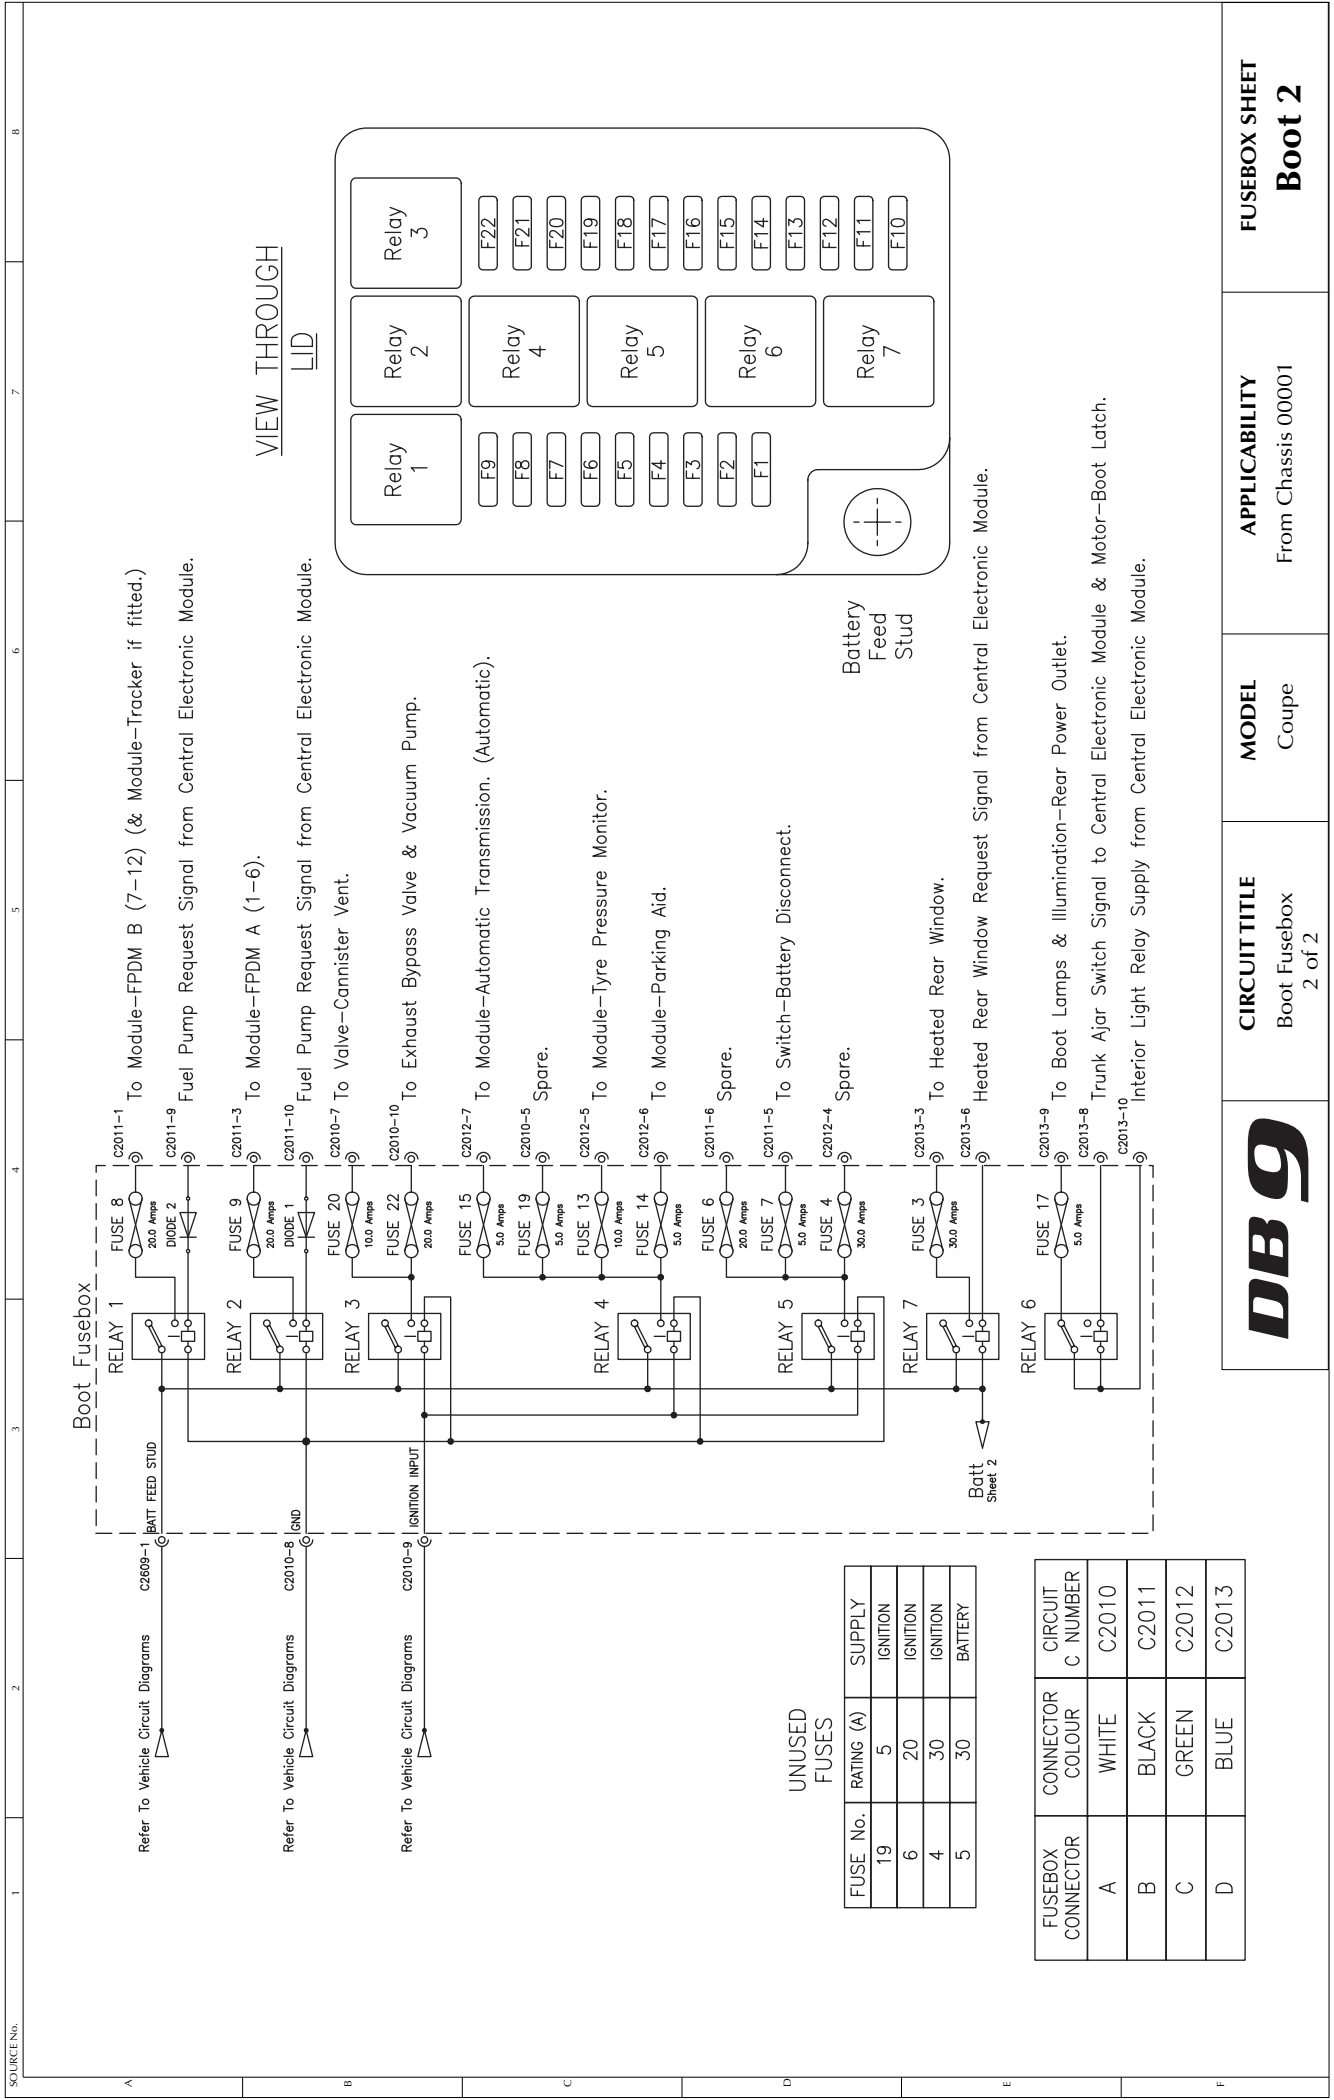 SOURCE No.
1
2
3
4
5
6
7
8
A
B
C
D
E
F
Boot Fusebox
Refer To Vehicle Circuit Diagrams
C2609-1
BATT FEED STUD
Refer To Vehicle Circuit Diagrams
C2010-8
GND
Refer To Vehicle Circuit Diagrams
C2010-9
IGNITION INPUT
RELAY 1
FUSE 8
20.0 Amps
C2011-1
To Module-FPDM B (7-12) (& Module-Tracker if fitted.)
DIODE 2
C2011-9
Fuel Pump Request Signal from Central Electronic Module.
RELAY 2
FUSE 9
20.0 Amps
C2011-3
To Module-FPDM A (1-6).
DIODE 1
C2011-10
Fuel Pump Request Signal from Central Electronic Module.
RELAY 3
FUSE 20
10.0 Amps
C2010-7
To Valve-Cannister Vent.
FUSE 22
20.0 Amps
C2010-10
To Exhaust Bypass Valve & Vacuum Pump.
RELAY 4
FUSE 15
5.0 Amps
C2012-7
To Module-Automatic Transmission. (Automatic).
FUSE 19
5.0 Amps
C2010-5
Spare.
FUSE 13
10.0 Amps
C2012-5
To Module-Tyre Pressure Monitor.
FUSE 14
5.0 Amps
C2012-6
To Module-Parking Aid.
RELAY 5
FUSE 6
20.0 Amps
C2011-6
Spare.
FUSE 7
5.0 Amps
C2011-5
To Switch-Battery Disconnect.
FUSE 4
30.0 Amps
C2012-4
Spare.
RELAY 7
FUSE 3
30.0 Amps
C2013-3
To Heated Rear Window.
C2013-6
Heated Rear Window Request Signal from Central Electronic Module.
Batt
Sheet 2
RELAY 6
FUSE 17
5.0 Amps
C2013-9
To Boot Lamps & Illumination-Rear Power Outlet.
C2013-8
Trunk Ajar Switch Signal to Central Electronic Module & Motor-Boot Latch.
C2013-10
Interior Light Relay Supply from Central Electronic Module.
VIEW THROUGH
LID
Relay
1
Relay
2
Relay
3
Relay
4
Relay
5
Relay
6
Relay
7
F9
F8
F7
F6
F5
F4
F3
F2
F1
F22
F21
F20
F19
F18
F17
F16
F15
F14
F13
F12
F11
F10
Battery
Feed
Stud
UNUSED
FUSES
FUSE No. RATING (A) SUPPLY
19 5 IGNITION
6 20 IGNITION
4 30 IGNITION
5 30 BATTERY
FUSEBOX CONNECTOR CIRCUIT
CONNECTOR COLOUR C NUMBER
A WHITE C2010
B BLACK C2011
C GREEN C2012
D BLUE C2013
DB 9
CIRCUIT TITLE
Boot Fusebox
2 of 2
MODEL
Coupe
APPLICABILITY
From Chassis 00001
FUSEBOX SHEET
Boot 2